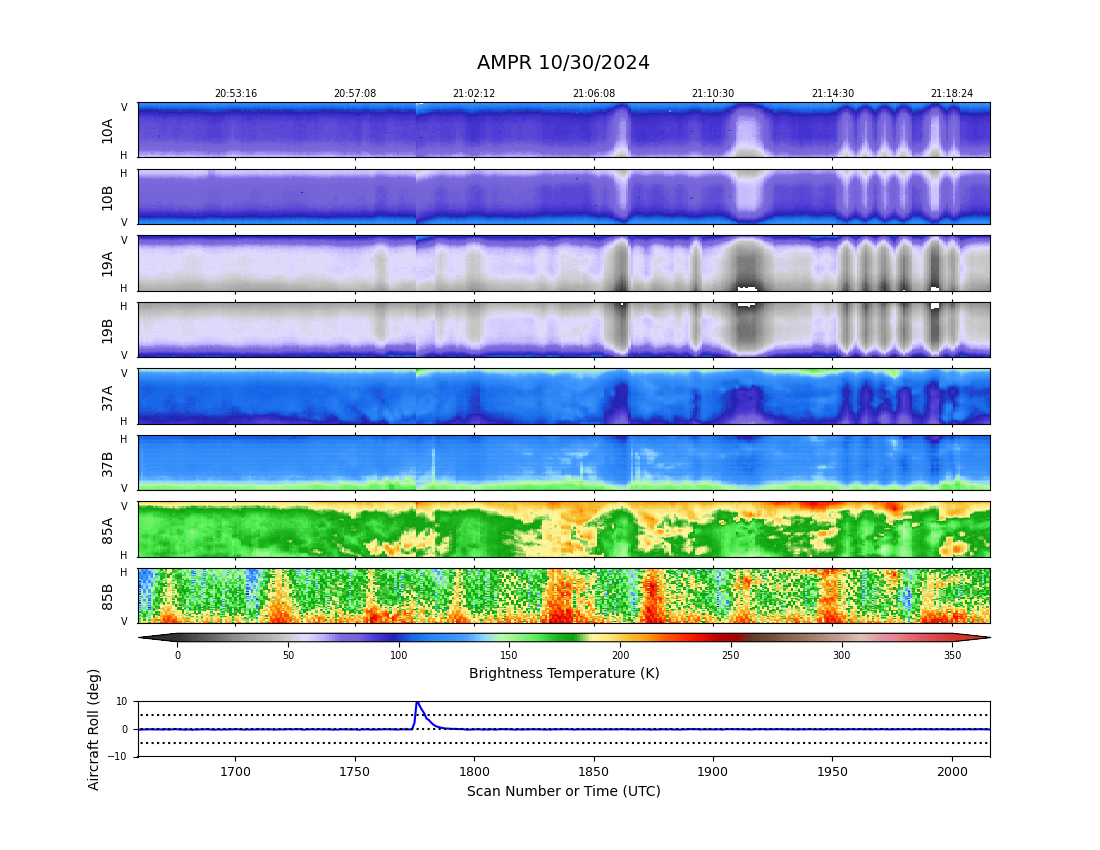 AMPR 10/30/2024
20:53:16 20:57:08 21:02:12 21:06:08 21:10:30 21:14:30 21:18:24
V
10A
H
H
10B
V
V
19A
H
H
19B
V
V
37A
H
H
37B
V
V
85A
H
H
85B
V
0 50 100 150 200 250 300 350
Brightness Temperature (K)
Aircraft Roll (deg)
10
0
−10
1700 1750 1800 1850 1900 1950 2000
Scan Number or Time (UTC)